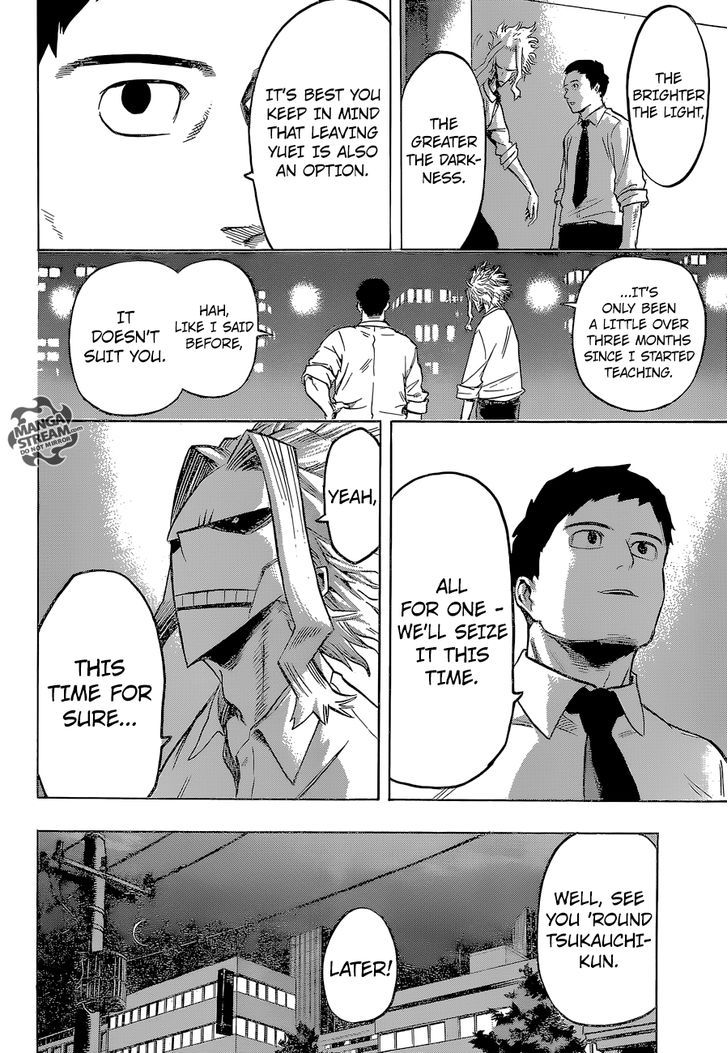 THE
BRIGHTER
THE LIGHT,
THE
GREATER
THE DARK-
NESS.
IT'S BEST YOU
KEEP IN MIND
THAT LEAVING
YUEI IS ALSO
AN OPTION.
...IT'S
ONLY BEEN
A LITTLE OVER
THREE MONTHS
SINCE I STARTED
TEACHING.
HAH,
LIKE I SAID
BEFORE,
IT
DOESN'T
SUIT YOU.
MANGA
STREAM.COM
DO NOT MIRROR
ALL
FOR ONE -
WE'LL SEIZE
IT THIS
TIME.
YEAH,
THIS
TIME FOR
SURE...
WELL, SEE
YOU 'ROUND
TSUKAUCHI-
KUN.
LATER!